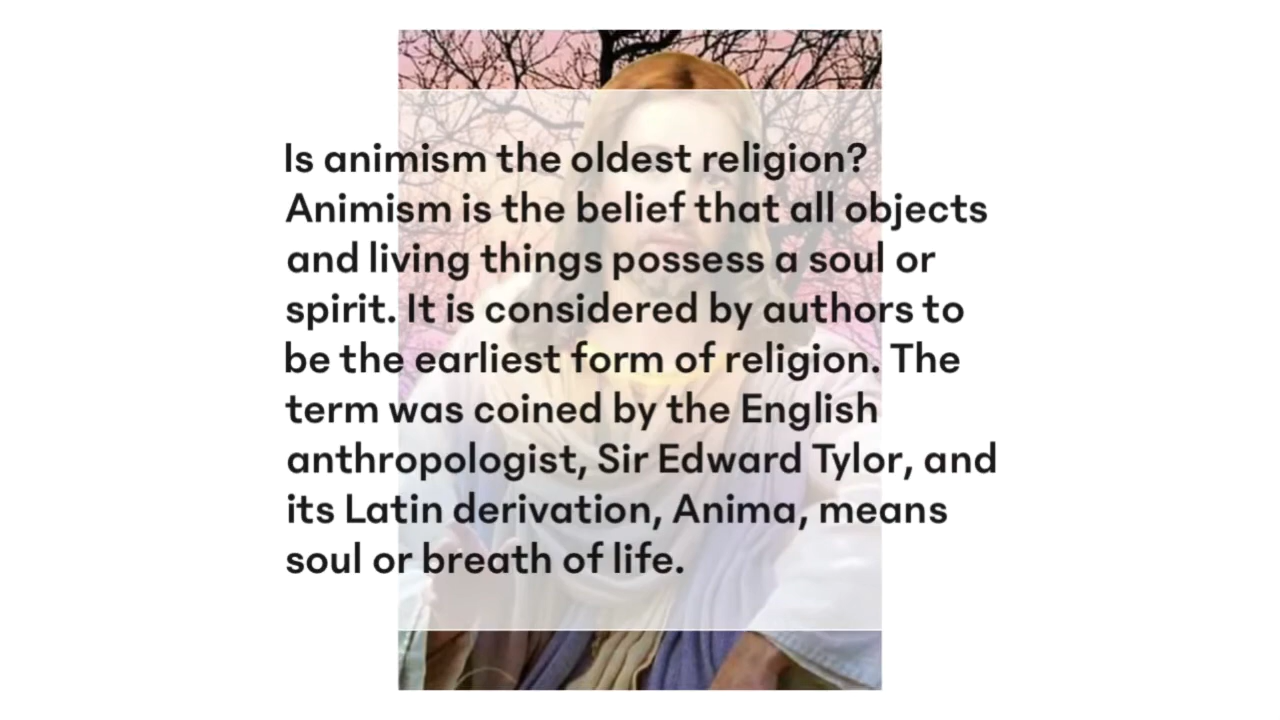 Is animism the oldest religion?
Animism is the belief that all objects
and living things possess a soul or
spirit. It is considered by authors to
be the earliest form of religion. The
term was coined by the English
anthropologist, Sir Edward Tylor, and
its Latin derivation, Anima, means
soul or breath of life.